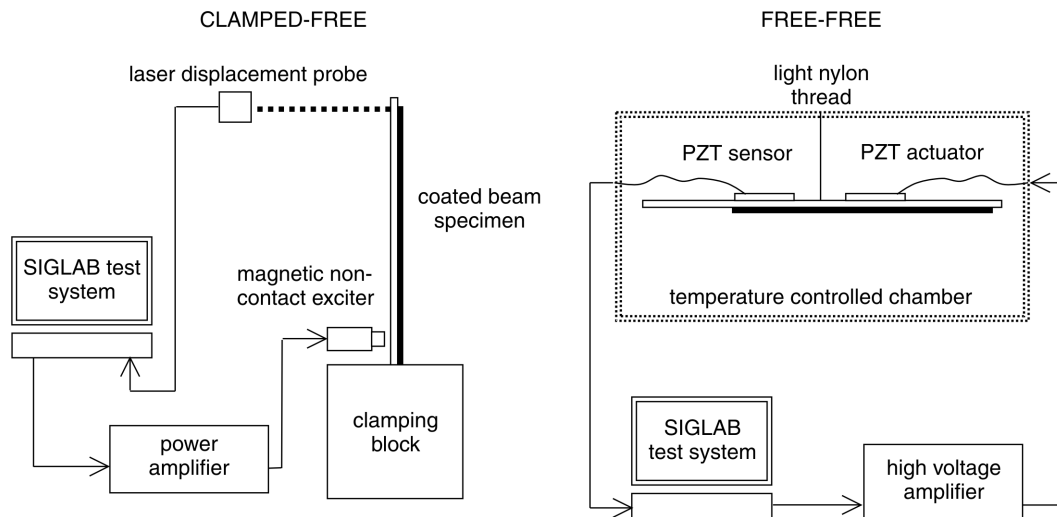 CLAMPED-FREE
laser displacement probe
coated beam
specimen
SIGLAB test
system
magnetic non-
contact exciter
power
amplifier
clamping
block
FREE-FREE
light nylon
thread
PZT sensor
PZT actuator
temperature controlled chamber
SIGLAB
test system
high voltage
amplifier